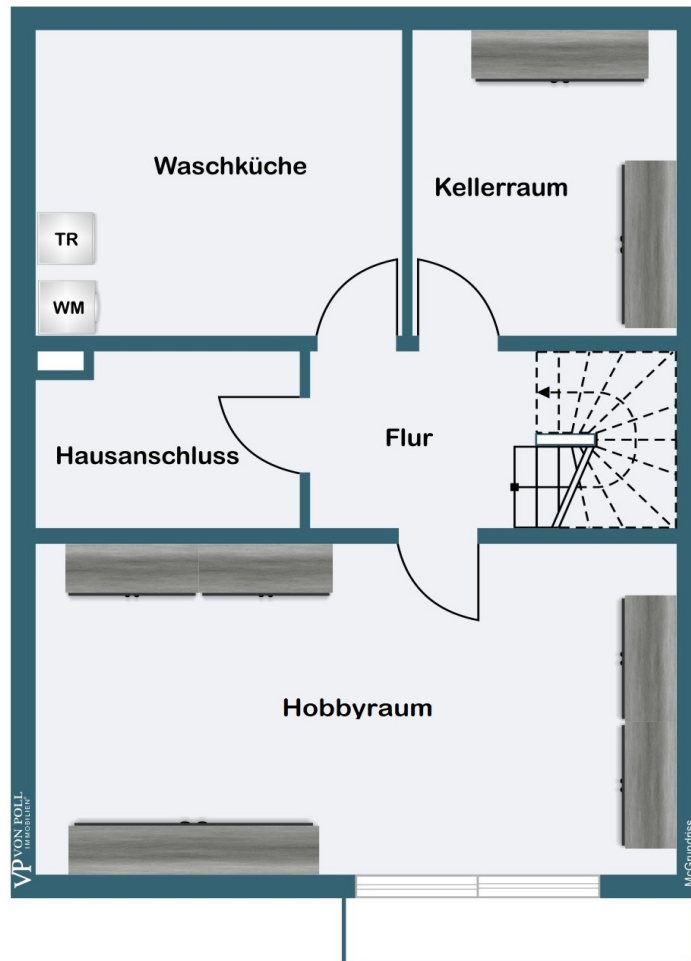 Waschküche
Kellerraum
TR
WM
Flur
Hausanschluss
Hobbyraum
VP VON POLL
IMMOBILIEN®
McGrundriss